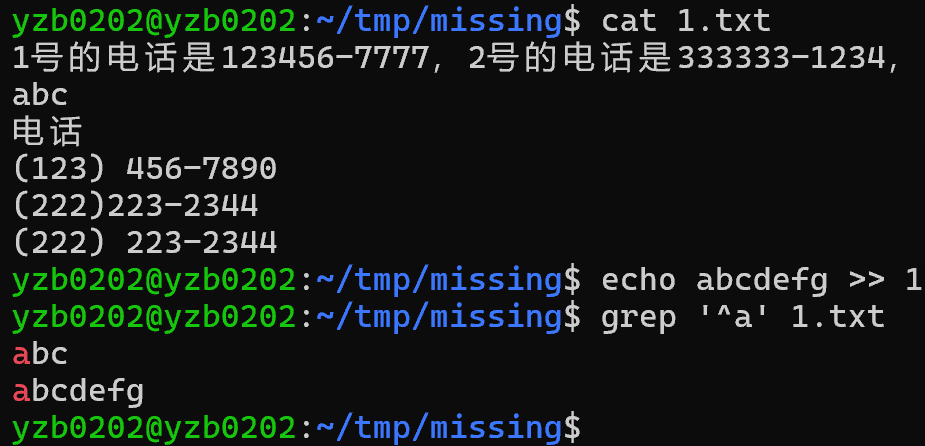 yzb0202@yzb0202:~/tmp/missing$ cat 1.txt
1号的电话是123456-7777，2号的电话是333333-1234，
abc
电话
(123) 456-7890
(222)223-2344
(222) 223-2344
yzb0202@yzb0202:~/tmp/missing$ echo abcdefg >> 1
yzb0202@yzb0202:~/tmp/missing$ grep '^a' 1.txt
abc
abcdefg
yzb0202@yzb0202:~/tmp/missing$